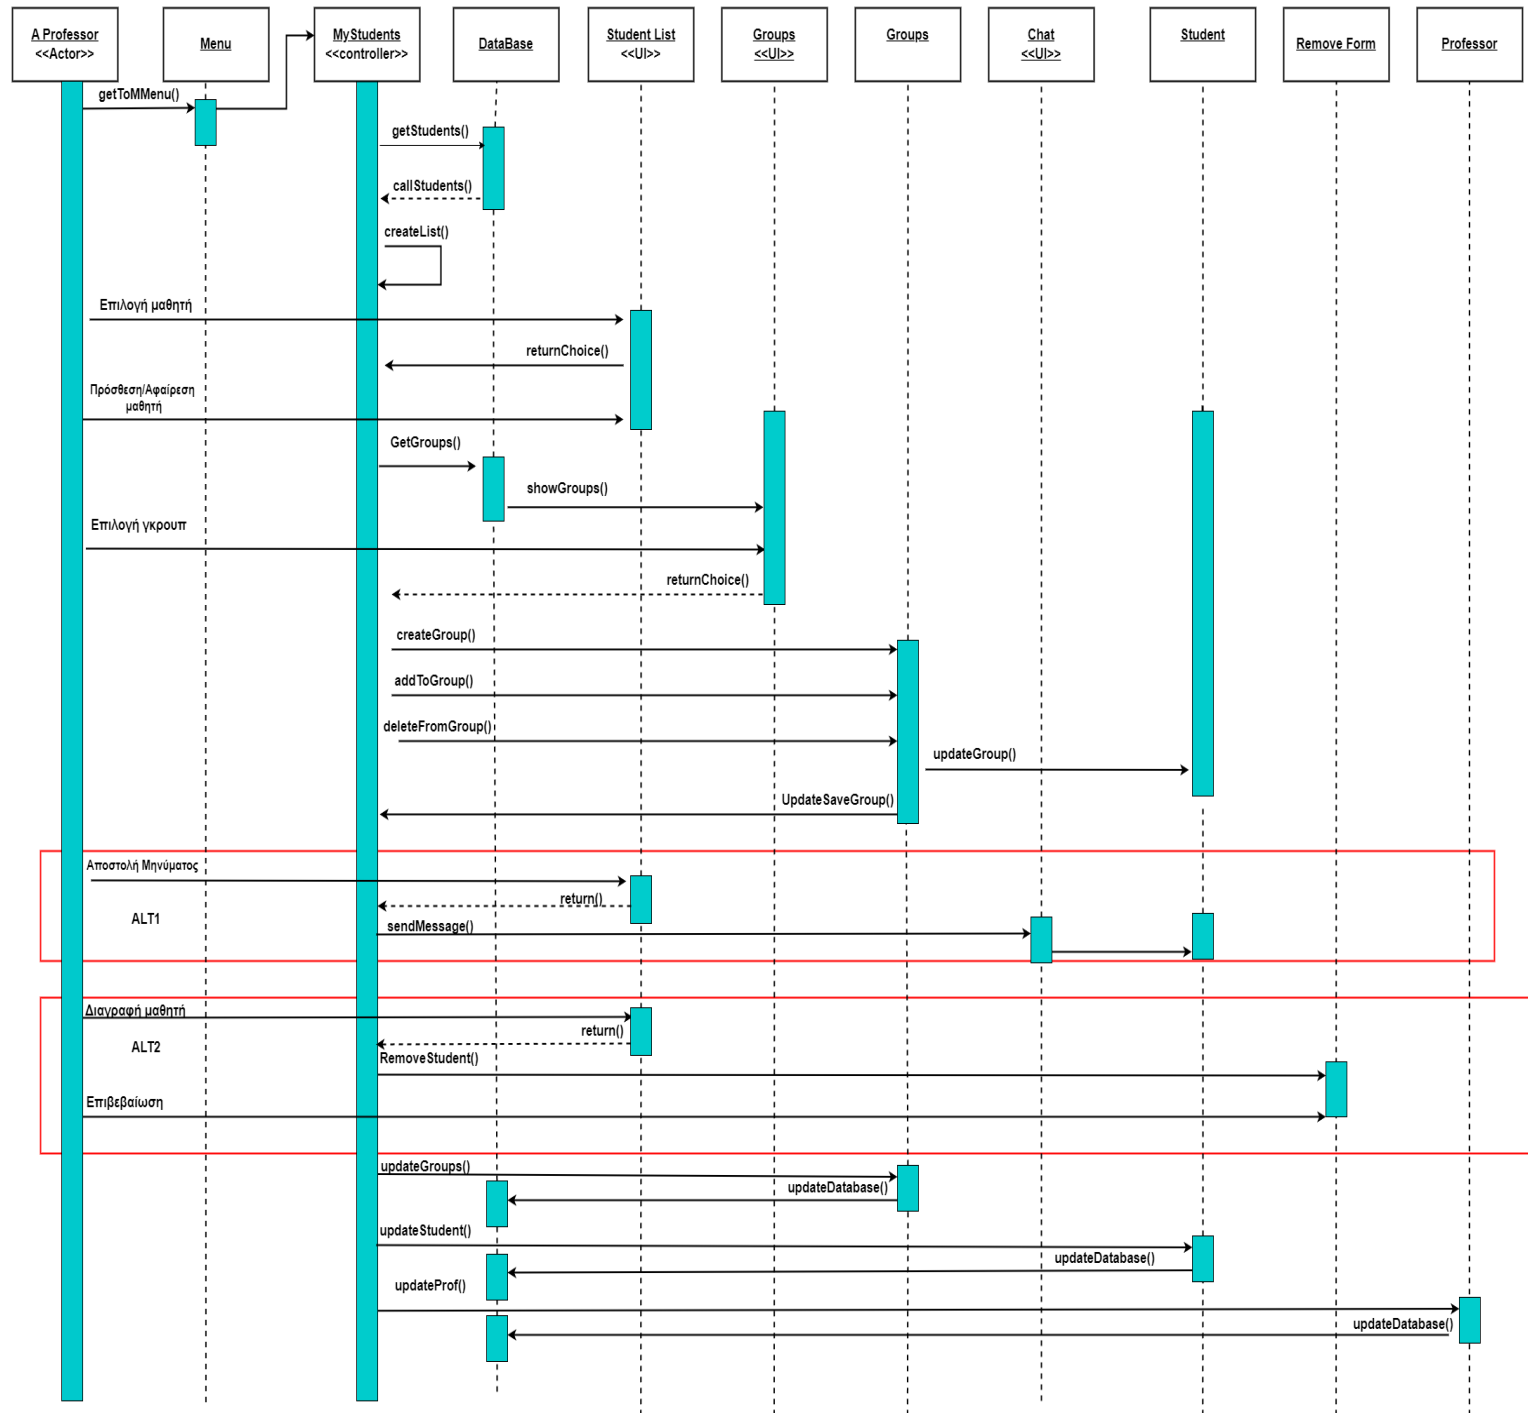 A Professor
<<Actor>>
Menu
MyStudents
<<controller>>
DataBase
Student List
<<UI>>
Groups
<<UI>>
Groups
Chat
<<UI>>
Student
Remove Form
Professor
getToMMenu()
getStudents()
callStudents()
createList()
Επιλογή μαθητή
returnChoice()
Πρόσθεση/Αφαίρεση
μαθητή
GetGroups()
showGroups()
Επιλογή γκρουπ
returnChoice()
createGroup()
addToGroup()
deleteFromGroup()
updateGroup()
UpdateSaveGroup()
Αποστολή Μηνύματος
return()
ALT1
sendMessage()
Διαγραφή μαθητή
return()
ALT2
RemoveStudent()
Επιβεβαίωση
updateGroups()
updateDatabase()
updateStudent()
updateDatabase()
updateProf()
updateDatabase()